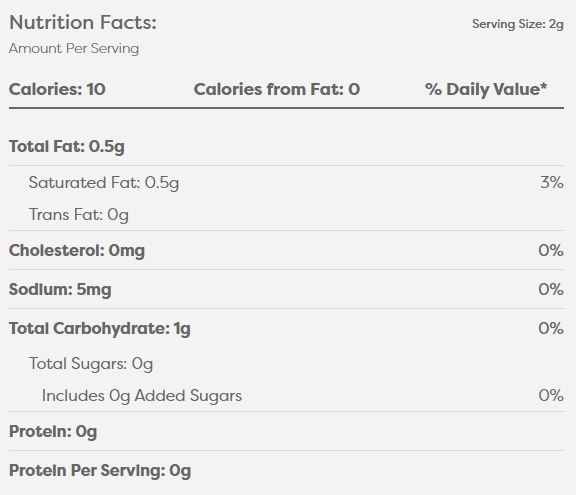 Nutrition Facts: Serving Size: 2g
Amount Per Serving
Calories: 10 Calories from Fat: 0 % Daily Value*
Total Fat: 0.5g
Saturated Fat: 0.5g 3%
Trans Fat: 0g
Cholesterol: 0mg 0%
Sodium: 5mg 0%
Total Carbohydrate: 1g 0%
Total Sugars: 0g
Includes 0g Added Sugars 0%
Protein: 0g
Protein Per Serving: 0g